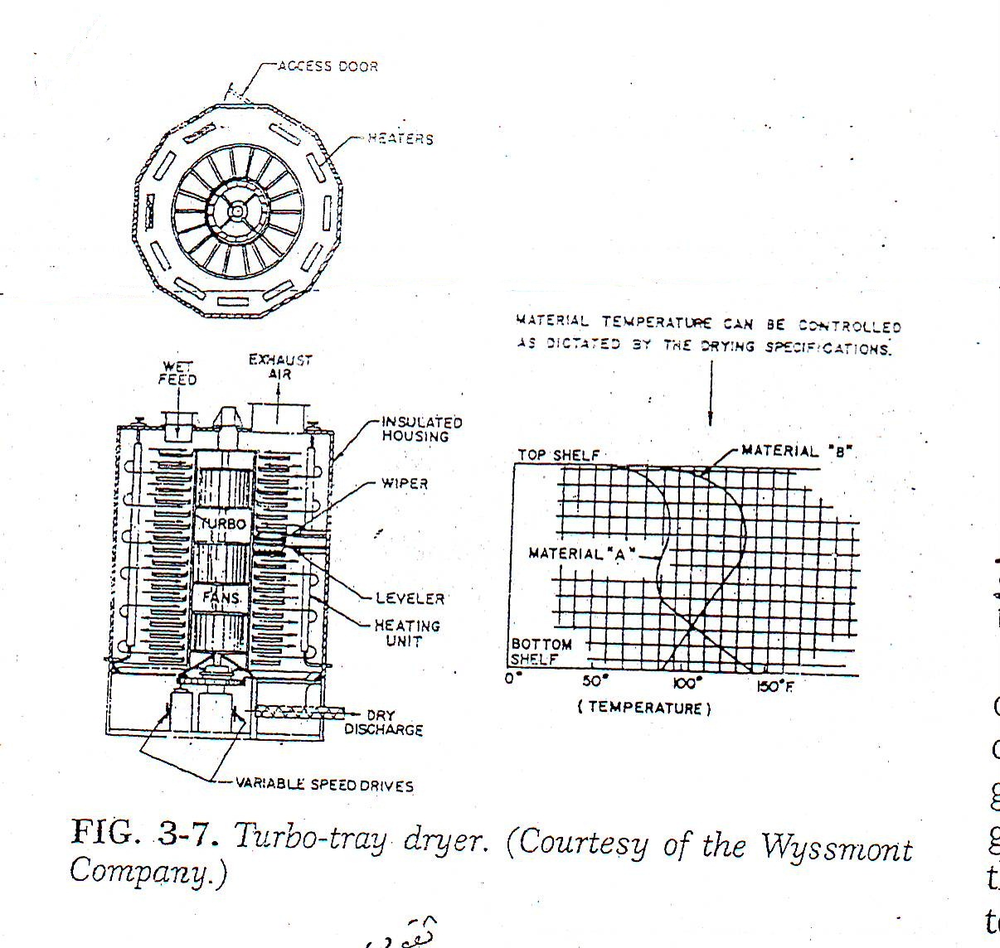 ACCESS DOOR
HEATERS
MATERIAL TEMPERATURE CAN BE CONTROLLED
AS DICTATED BY THE DRYING SPECIFICATIONS.
WET
FEED
EXHAUST
AIR
INSULATED
HOUSING
WIPER
TURBO
FANS
LEVELER
HEATING
UNIT
DRY
DISCHARGE
VARIABLE SPEED DRIVES
TOP SHELF
MATERIAL "B"
MATERIAL "A"
BOTTOM
SHELF
0° 50° 100° 150°F.
(TEMPERATURE)
FIG. 3-7. Turbo-tray dryer. (Courtesy of the Wyssmont
Company.)